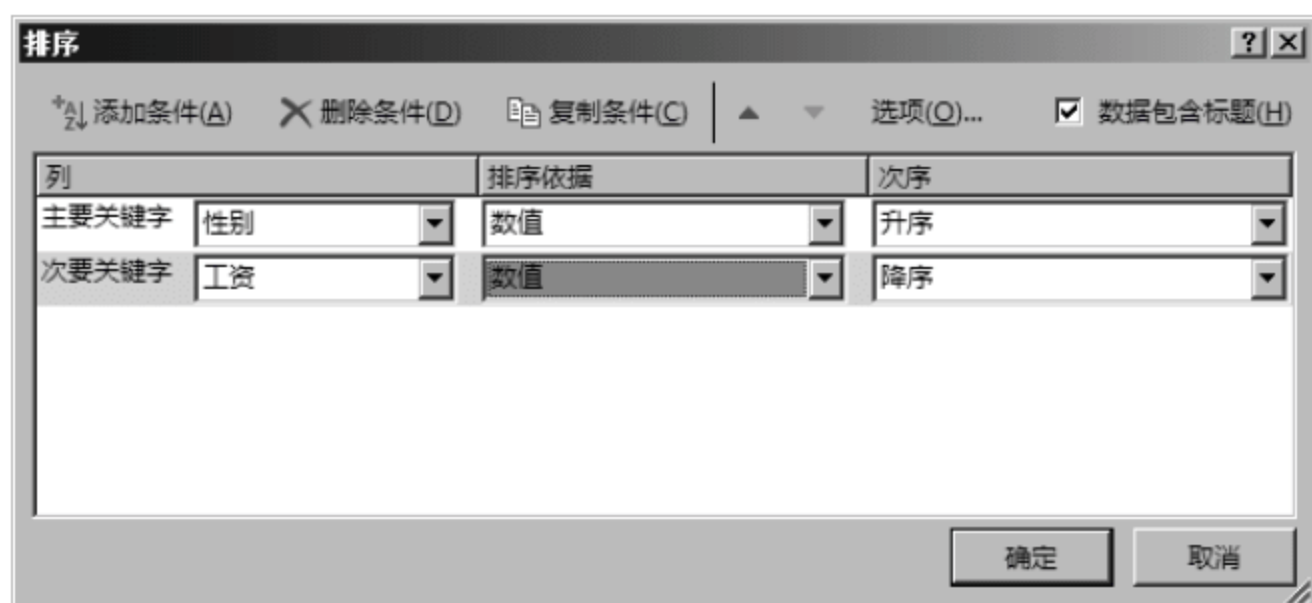 排序
添加条件(A) 删除条件(D) 复制条件(C) 选项(O)... 数据包含标题(H)
列 排序依据 次序
主要关键字 性别 数值 升序
次要关键字 工资 数值 降序
确定 取消